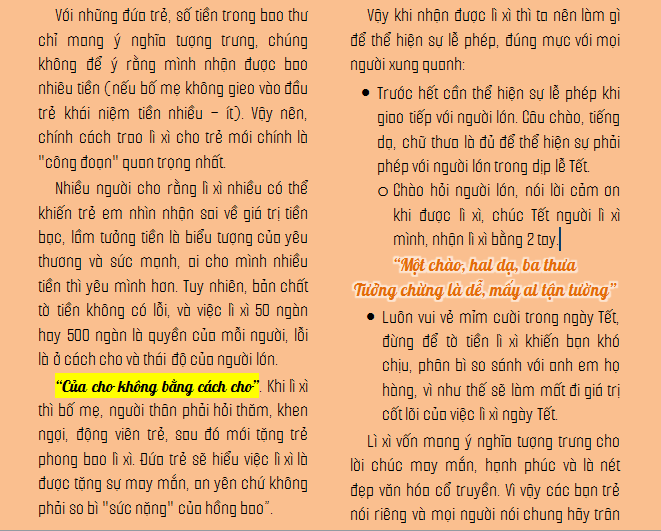 Với những đứa trẻ, số tiền trong bao thư
chỉ mang ý nghĩa tượng trưng, chúng
không để ý rằng mình nhận được bao
nhiêu tiền (nếu bố mẹ không gieo vào đầu
trẻ khái niệm tiền nhiều – ít). Vậy nên,
chính cách trao lì xì cho trẻ mới chính là
"công đoạn" quan trọng nhất.
Nhiều người cho rằng lì xì nhiều có thể
khiến trẻ em nhìn nhận sai về giá trị tiền
bạc, lầm tưởng tiền là biểu tượng của yêu
thương và sức mạnh, ai cho mình nhiều
tiền thì yêu mình hơn. Tuy nhiên, bản chất
tờ tiền không có lỗi, và việc lì xì 50 ngàn
hay 500 ngàn là quyền của mỗi người, lỗi
là ở cách cho và thái độ của người lớn.
“Của cho không bằng cách cho”. Khi lì xì
thì bố mẹ, người thân phải hỏi thăm, khen
ngợi, động viên trẻ, sau đó mới tặng trẻ
phong bao lì xì. Đứa trẻ sẽ hiểu việc lì xì là
được tặng sự may mắn, an yên chứ không
phải so bì "sức nặng" của hồng bao”.
Vậy khi nhận được lì xì thì ta nên làm gì
để thể hiện sự lễ phép, đúng mực với mọi
người xung quanh:
• Trước hết cần thể hiện sự lễ phép khi
giao tiếp với người lớn. Câu chào, tiếng
dạ, chữ thưa là đủ để thể hiện sự phải
phép với người lớn trong dịp lễ Tết.
o Chào hỏi người lớn, nói lời cảm ơn
khi được lì xì, chúc Tết người lì xì
mình, nhận lì xì bằng 2 tay.
“Một chào, hai dạ, ba thưa
Tưởng chừng là dễ, mấy ai tận tường”
• Luôn vui vẻ mỉm cười trong ngày Tết,
đừng để tờ tiền lì xì khiến bạn khó
chịu, phân bì so sánh với anh em họ
hàng, vì như thế sẽ làm mất đi giá trị
cốt lõi của việc lì xì ngày Tết.
Lì xì vốn mang ý nghĩa tượng trưng cho
lời chúc may mắn, hạnh phúc và là nét
đẹp văn hóa cổ truyền. Vì vậy các bạn trẻ
nói riêng và mọi người nói chung hãy trân